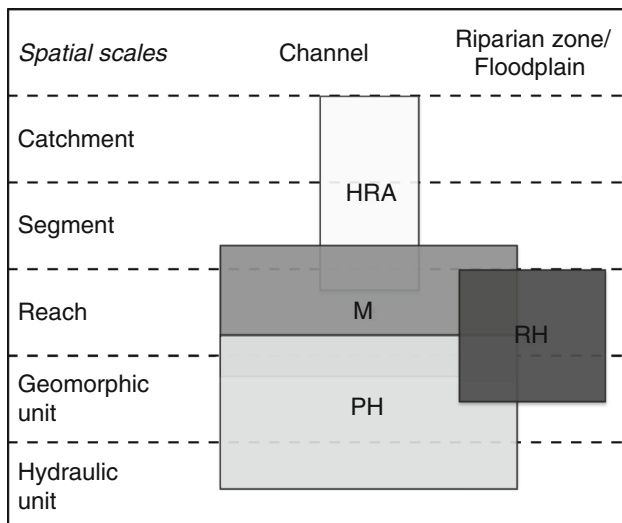 Spatial scales
Channel
Riparian zone/
Floodplain
Catchment
HRA
Segment
Reach
M
RH
Geomorphic
unit
PH
Hydraulic
unit